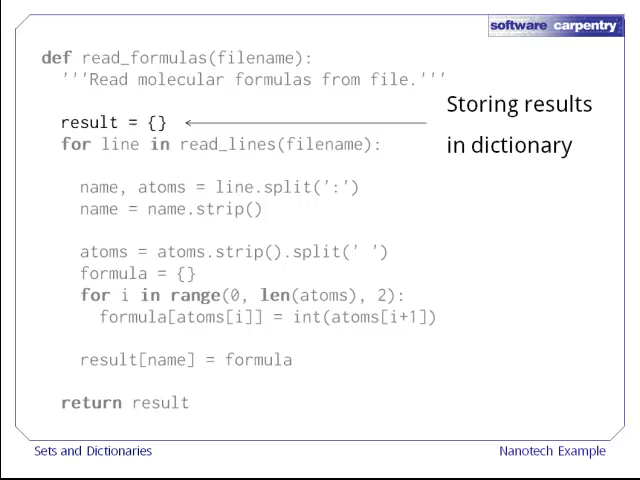 software carpentry
def read_formulas(filename):
'''Read molecular formulas from file.'''
Storing results
result = {}
in dictionary
for line in read_lines(filename):
name, atoms = line.split(':')
name = name.strip()
atoms = atoms.strip().split(' ')
formula = {}
for i in range(0, len(atoms), 2):
formula[atoms[i]] = int(atoms[i+1])
result[name] = formula
return result
Sets and Dictionaries
Nanotech Example